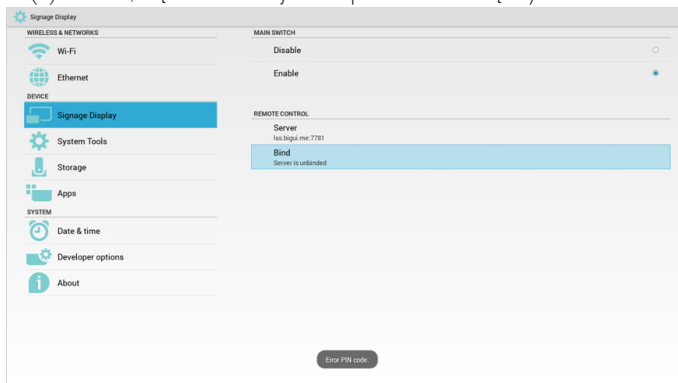 Signage Display
WIRELESS & NETWORKS
Wi-Fi
Ethernet
DEVICE
Signage Display
System Tools
Storage
Apps
SYSTEM
Date & time
Developer options
About
MAIN SWITCH
Disable
Enable
REMOTE CONTROL
Server
lss.bigui.me:7781
Bind
Server is unbinded
Error PIN code.